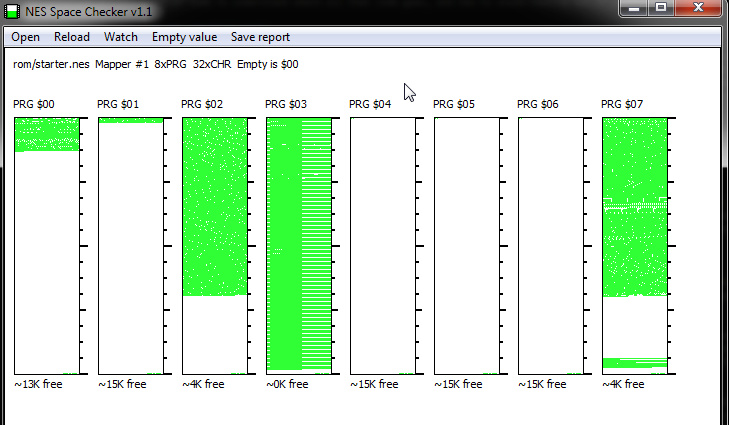 NES Space Checker v1.1
Open Reload Watch Empty value Save report
rom/starter.nes Mapper #1 8xPRG 32xCHR Empty is $00
PRG $00 PRG $01 PRG $02 PRG $03 PRG $04 PRG $05 PRG $06 PRG $07
~13K free ~15K free ~4K free ~0K free ~15K free ~15K free ~15K free ~4K free